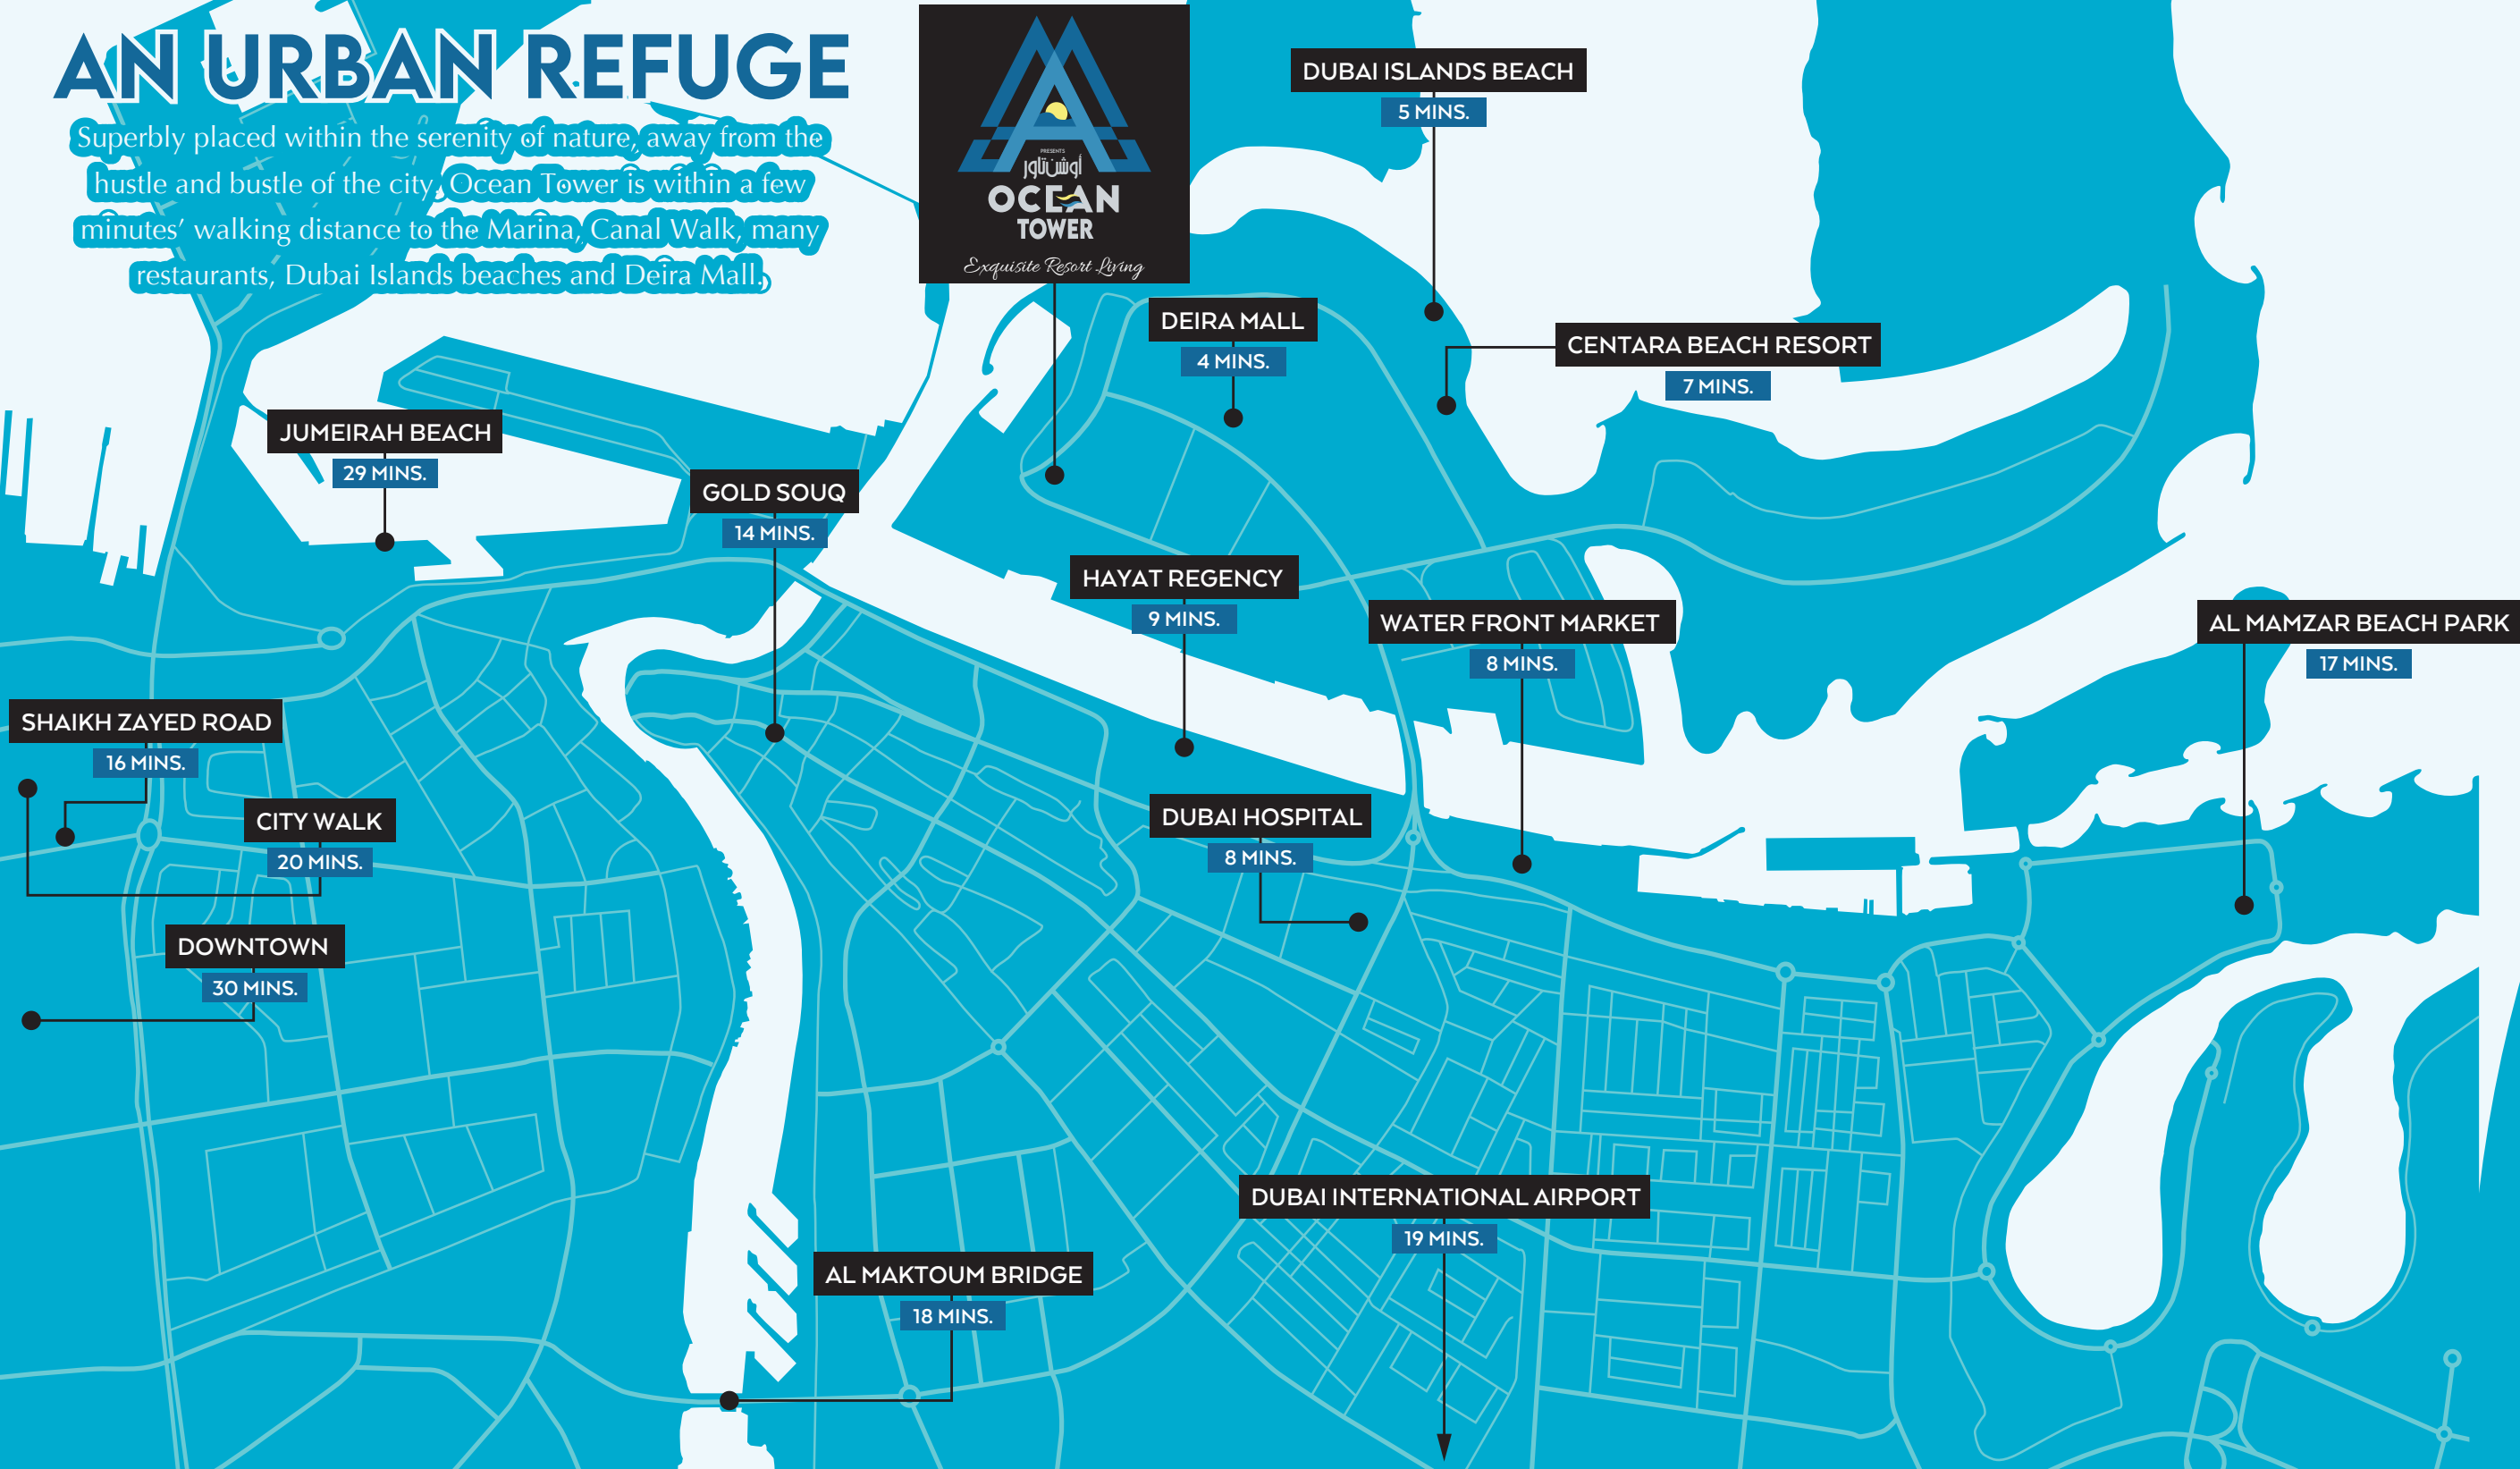 AN URBAN REFUGE
Superbly placed within the serenity of nature, away from the
hustle and bustle of the city, Ocean Tower is within a few
minutes’ walking distance to the Marina, Canal Walk, many
restaurants, Dubai Islands beaches and Deira Mall.
PRESENTS
أوشن تاور
OCEAN
TOWER
Exquisite Resort Living
DUBAI ISLANDS BEACH
5 MINS.
DEIRA MALL
4 MINS.
CENTARA BEACH RESORT
7 MINS.
JUMEIRAH BEACH
29 MINS.
GOLD SOUQ
14 MINS.
HAYAT REGENCY
9 MINS.
WATER FRONT MARKET
8 MINS.
AL MAMZAR BEACH PARK
17 MINS.
SHAIKH ZAYED ROAD
16 MINS.
CITY WALK
20 MINS.
DUBAI HOSPITAL
8 MINS.
DOWNTOWN
30 MINS.
DUBAI INTERNATIONAL AIRPORT
19 MINS.
AL MAKTOUM BRIDGE
18 MINS.